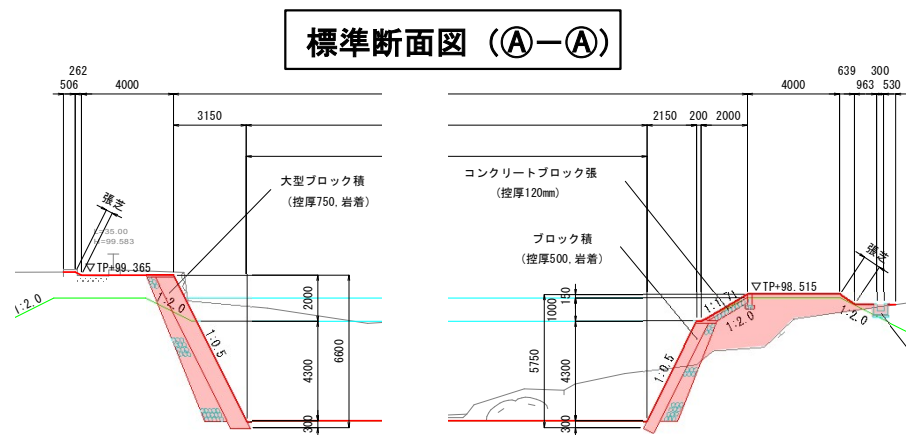 標準断面図（Ⓐ－Ⓐ）
262
506
4000
3150
639
300
4000
963
530
2150
200
2000
大型ブロック積
（控厚750, 岩着）
コンクリートブロック張
（控厚120mm）
ブロック積
（控厚500, 岩着）
張芝
張芝
L=35.00
H=99.583
▽TP+99.365
▽TP+98.515
1:2.0
1:2.0
1:0.5
2000
4300
6600
300
150
1000
5750
4300
300
1:2.0
1:2.0
1:0.5